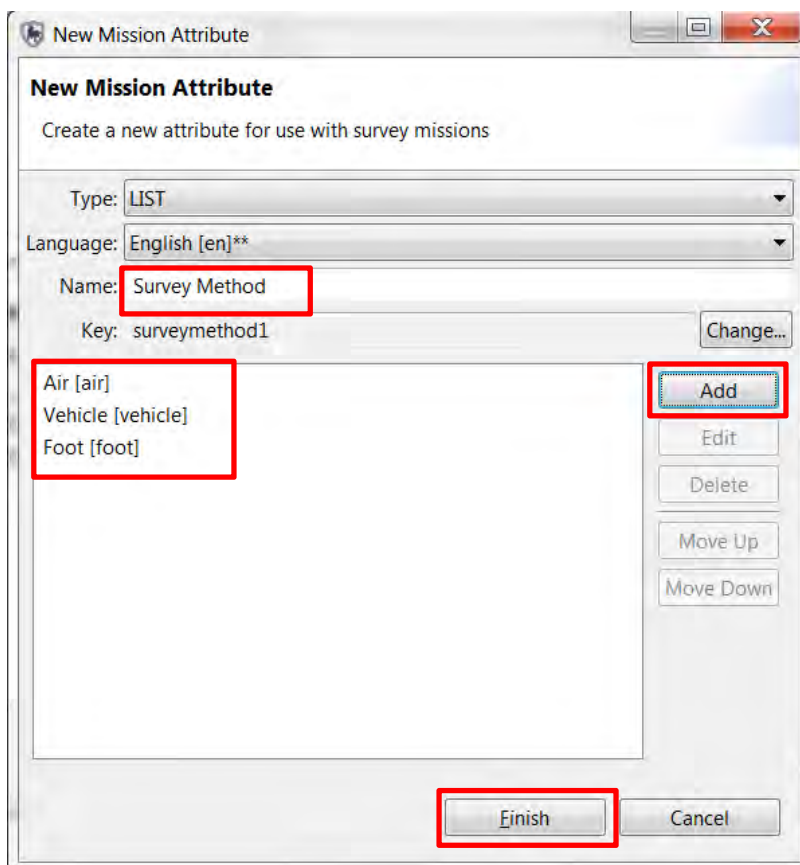 New Mission Attribute
New Mission Attribute
Create a new attribute for use with survey missions
Type: LIST
Language: English [en]**
Name: Survey Method
Key: surveymethod1 Change...
Air [air]
Vehicle [vehicle]
Foot [foot]
Add
Edit
Delete
Move Up
Move Down
Finish Cancel